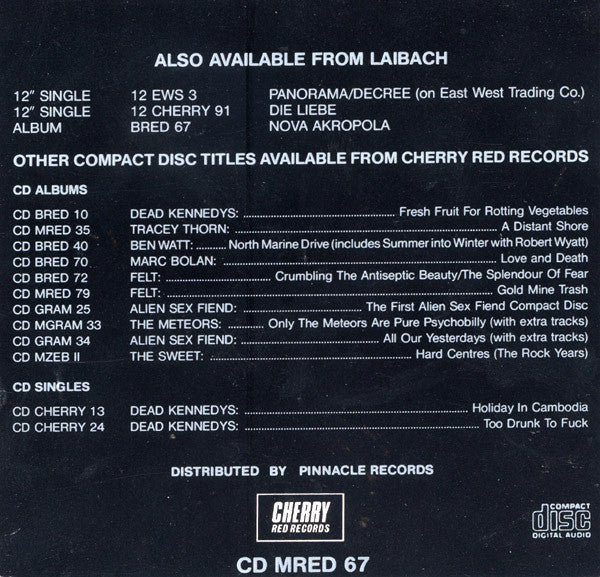 ALSO AVAILABLE FROM LAIBACH
12" SINGLE 12 EWS 3 PANORAMA/DECREE (on East West Trading Co.)
12" SINGLE 12 CHERRY 91 DIE LIEBE
ALBUM BRED 67 NOVA AKROPOLA
OTHER COMPACT DISC TITLES AVAILABLE FROM CHERRY RED RECORDS
CD ALBUMS
CD BRED 10 DEAD KENNEDYS: Fresh Fruit For Rotting Vegetables
CD MRED 35 TRACEY THORN: A Distant Shore
CD BRED 40 BEN WATT: North Marine Drive (includes Summer into Winter with Robert Wyatt)
CD BRED 70 MARC BOLAN: Love and Death
CD BRED 72 FELT: Crumbling The Antiseptic Beauty/The Splendour Of Fear
CD MRED 79 FELT: Gold Mine Trash
CD GRAM 25 ALIEN SEX FIEND: The First Alien Sex Fiend Compact Disc
CD MGRAM 33 THE METEORS: Only The Meteors Are Pure Psychobilly (with extra tracks)
CD GRAM 34 ALIEN SEX FIEND: All Our Yesterdays (with extra tracks)
CD MZEB II THE SWEET: Hard Centres (The Rock Years)
CD SINGLES
CD CHERRY 13 DEAD KENNEDYS: Holiday In Cambodia
CD CHERRY 24 DEAD KENNEDYS: Too Drunk To Fuck
DISTRIBUTED BY PINNACLE RECORDS
CHERRY
RED RECORDS
COMPACT
disc
DIGITAL AUDIO
CD MRED 67